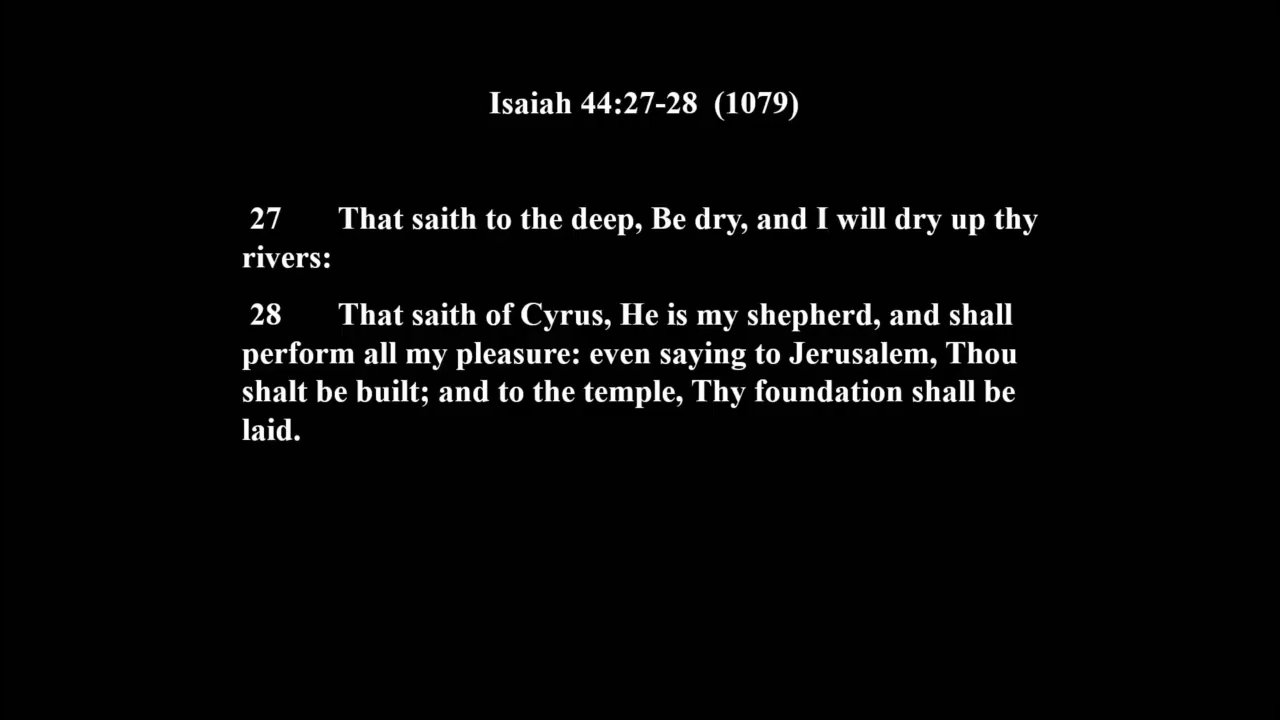 Isaiah 44:27-28 (1079)
27 That saith to the deep, Be dry, and I will dry up thy
rivers:
28 That saith of Cyrus, He is my shepherd, and shall
perform all my pleasure: even saying to Jerusalem, Thou
shalt be built; and to the temple, Thy foundation shall be
laid.